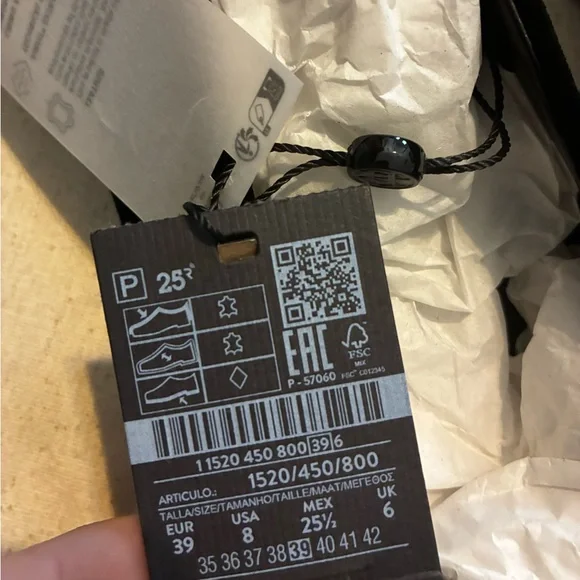 P 25
EAC
FSC
MIX
P - 57060 FSC® C012345
11520 450 800 39 6
ARTICULO.: 1520/450/800
TALLA/SIZE/TAMANHO/TAILLE/MAAT/ΜΕΓΕΘΟΣ
EUR USA MEX UK
39 8 25½ 6
35 36 37 38 39 40 41 42